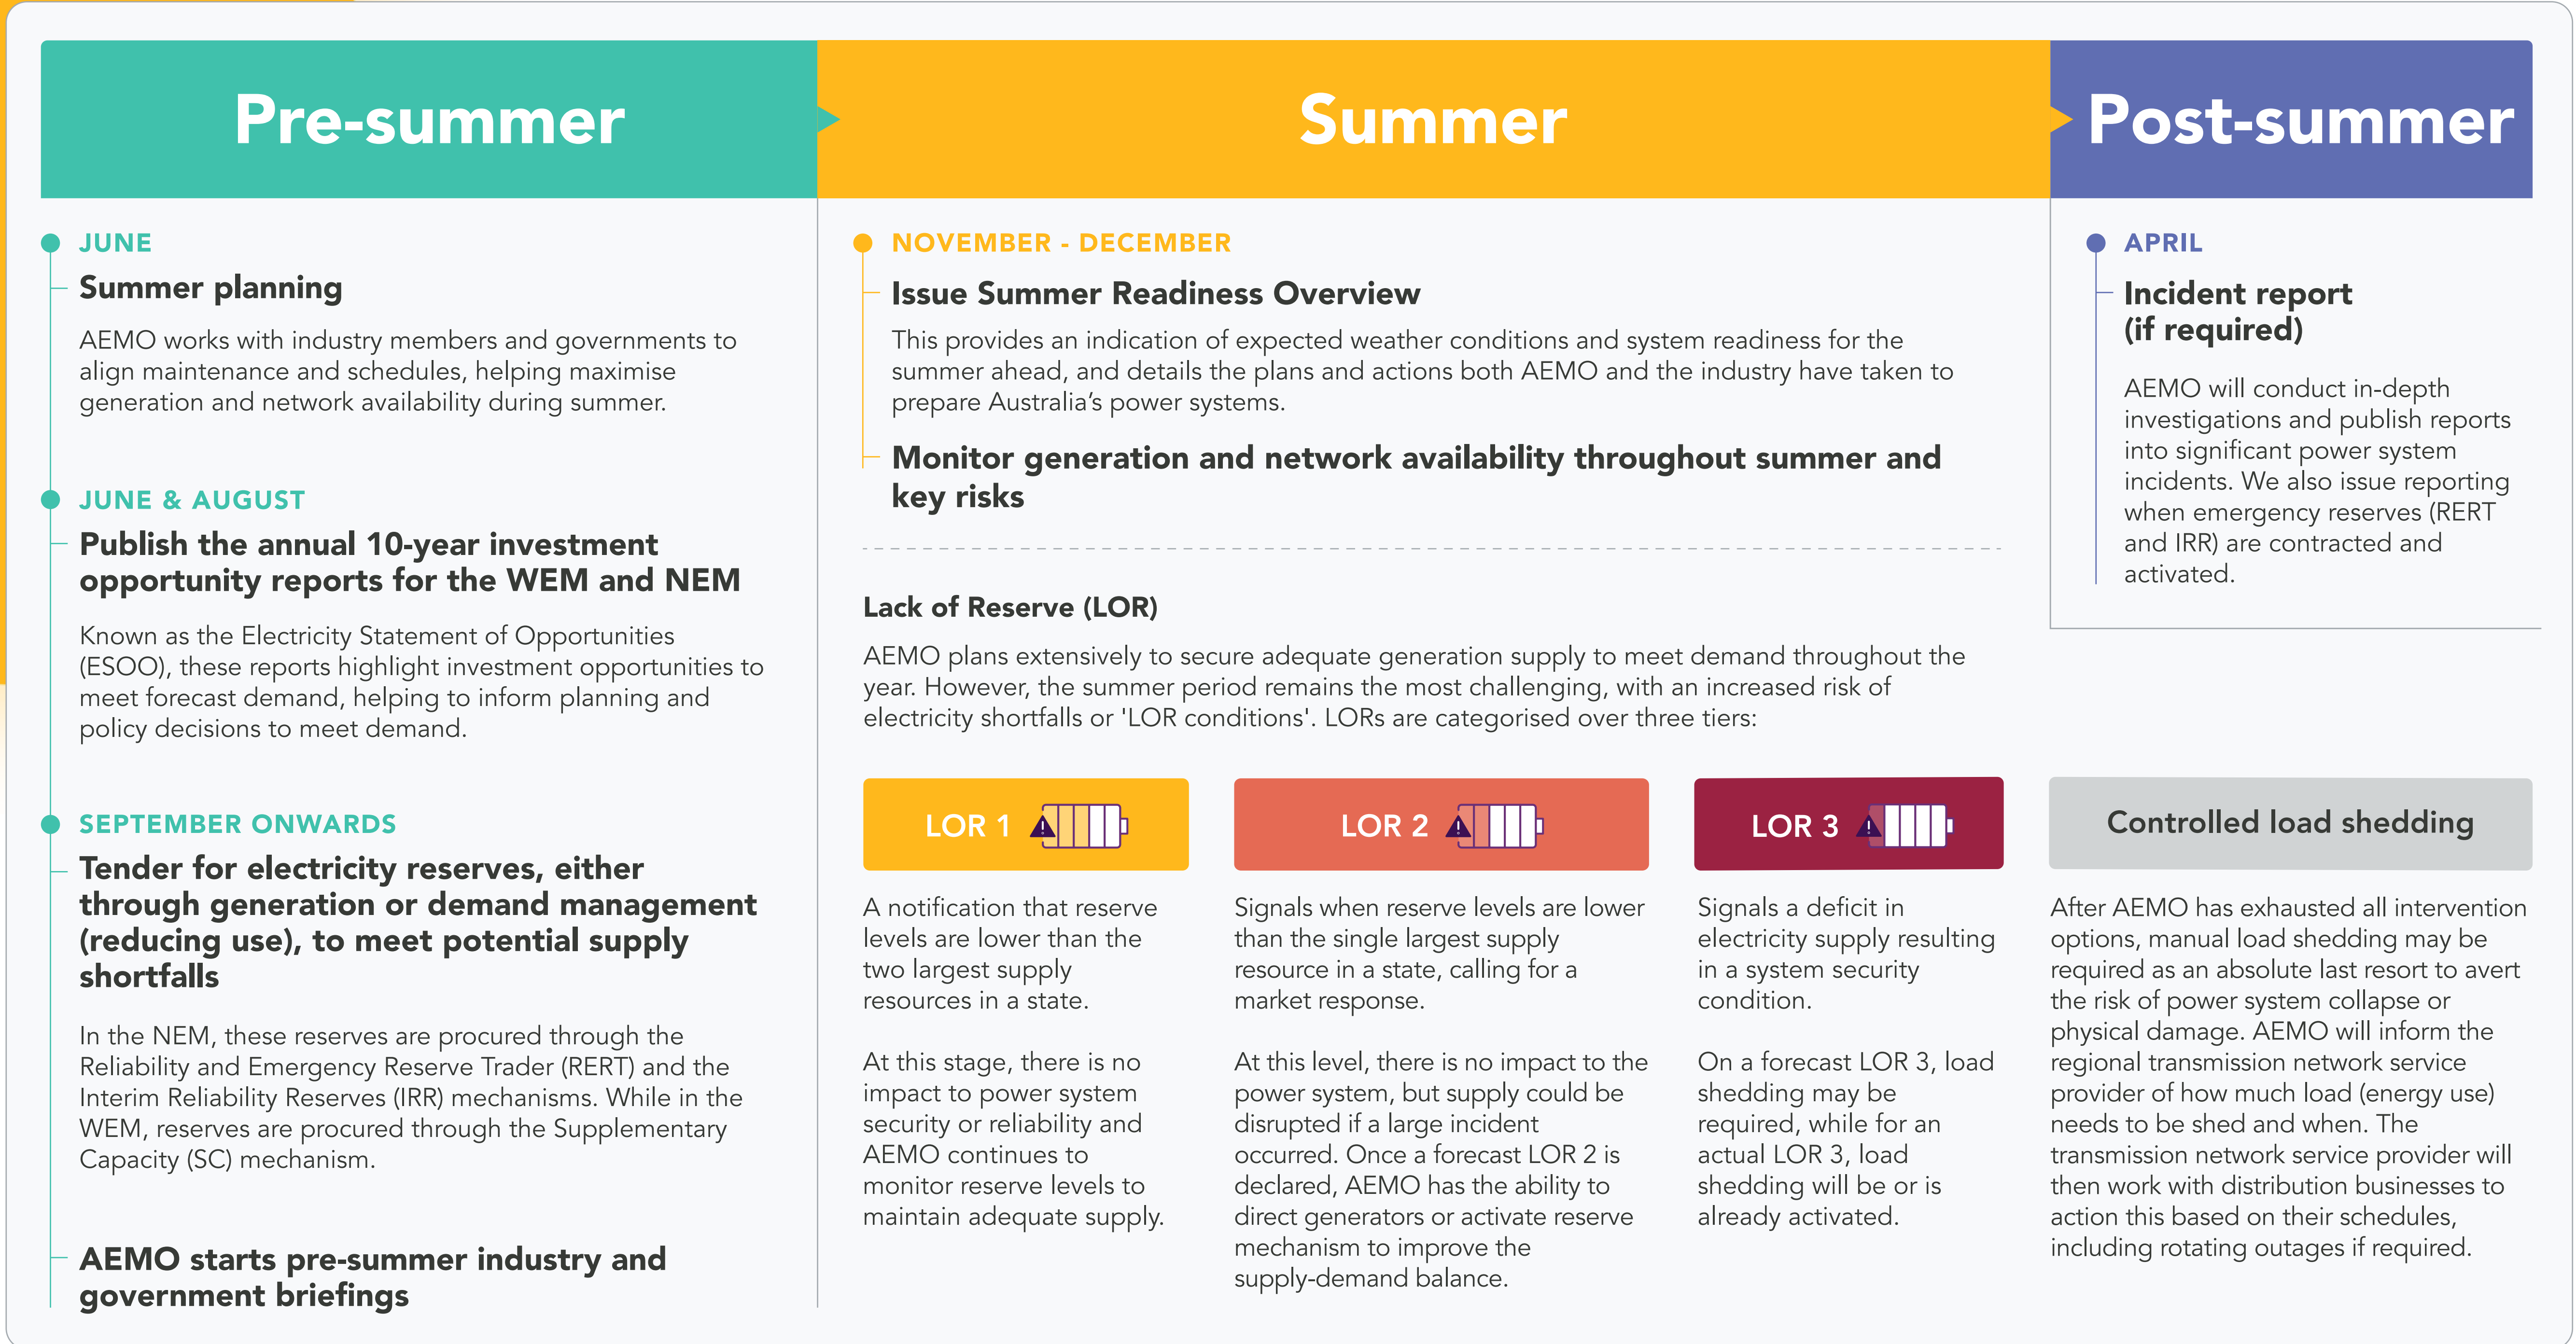 Pre-summer
JUNE
Summer planning
AEMO works with industry members and governments to
align maintenance and schedules, helping maximise
generation and network availability during summer.
JUNE & AUGUST
Publish the annual 10-year investment
opportunity reports for the WEM and NEM
Known as the Electricity Statement of Opportunities
(ESOO), these reports highlight investment opportunities to
meet forecast demand, helping to inform planning and
policy decisions to meet demand.
SEPTEMBER ONWARDS
Tender for electricity reserves, either
through generation or demand management
(reducing use), to meet potential supply
shortfalls
In the NEM, these reserves are procured through the
Reliability and Emergency Reserve Trader (RERT) and the
Interim Reliability Reserves (IRR) mechanisms. While in the
WEM, reserves are procured through the Supplementary
Capacity (SC) mechanism.
AEMO starts pre-summer industry and
government briefings
Summer
NOVEMBER - DECEMBER
Issue Summer Readiness Overview
This provides an indication of expected weather conditions and system readiness for the
summer ahead, and details the plans and actions both AEMO and the industry have taken to
prepare Australia's power systems.
Monitor generation and network availability throughout summer and
key risks
Lack of Reserve (LOR)
AEMO plans extensively to secure adequate generation supply to meet demand throughout the
year. However, the summer period remains the most challenging, with an increased risk of
electricity shortfalls or 'LOR conditions'. LORs are categorised over three tiers:
LOR 1
A notification that reserve
levels are lower than the
two largest supply
resources in a state.
At this stage, there is no
impact to power system
security or reliability and
AEMO continues to
monitor reserve levels to
maintain adequate supply.
LOR 2
Signals when reserve levels are lower
than the single largest supply
resource in a state, calling for a
market response.
At this level, there is no impact to the
power system, but supply could be
disrupted if a large incident
occurred. Once a forecast LOR 2 is
declared, AEMO has the ability to
direct generators or activate reserve
mechanism to improve the
supply-demand balance.
LOR 3
Signals a deficit in
electricity supply resulting
in a system security
condition.
On a forecast LOR 3, load
shedding may be
required, while for an
actual LOR 3, load
shedding will be or is
already activated.
Post-summer
APRIL
Incident report
(if required)
AEMO will conduct in-depth
investigations and publish reports
into significant power system
incidents. We also issue reporting
when emergency reserves (RERT
and IRR) are contracted and
activated.
Controlled load shedding
After AEMO has exhausted all intervention
options, manual load shedding may be
required as an absolute last resort to avert
the risk of power system collapse or
physical damage. AEMO will inform the
regional transmission network service
provider of how much load (energy use)
needs to be shed and when. The
transmission network service provider will
then work with distribution businesses to
action this based on their schedules,
including rotating outages if required.